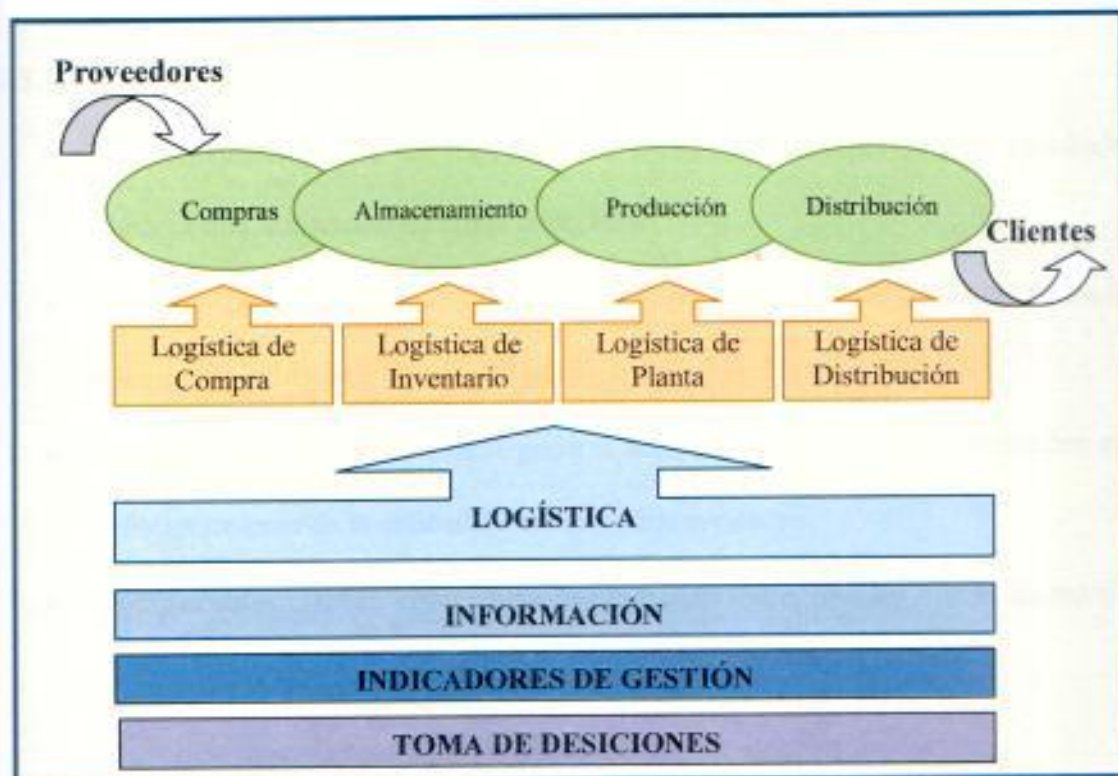 Proveedores
Compras
Almacenamiento
Producción
Distribución
Clientes
Logística de
Compra
Logística de
Inventario
Logística de
Planta
Logística de
Distribución
LOGÍSTICA
INFORMACIÓN
INDICADORES DE GESTIÓN
TOMA DE DESICIONES